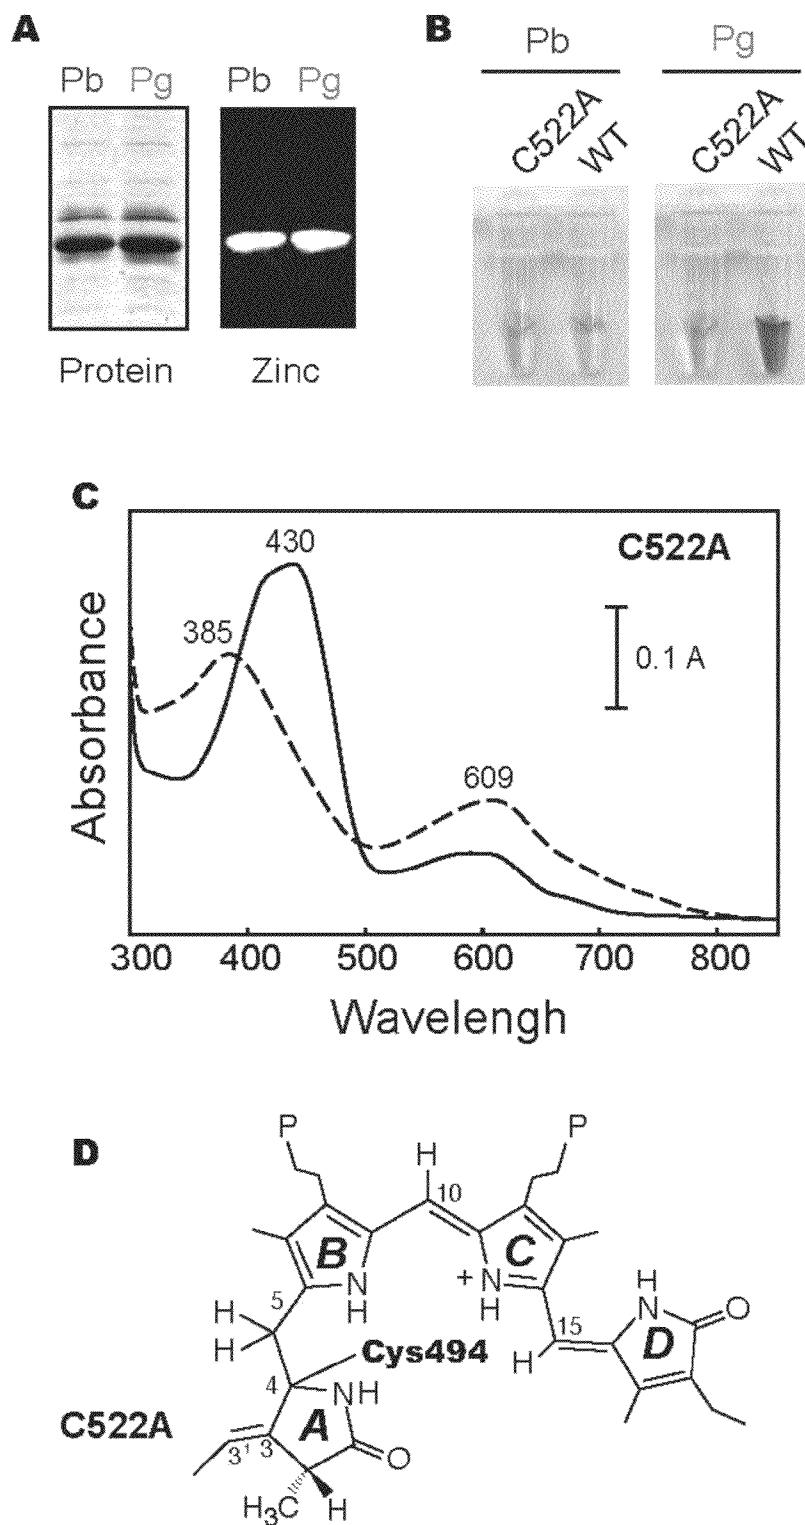 A
Pb Pg
Pb Pg
Protein
Zinc
B
Pb
Pg
C522A
WT
C522A
WT
C
430
385
609
C522A
0.1 A
Absorbance
300 400 500 600 700 800
Wavelengh
D
P
P
H
10
B
C
NH
+N
H
5
H
H
H
N
O
15
H
D
Cys494
4
NH
C522A
A
3¹
3
O
H₃C
H